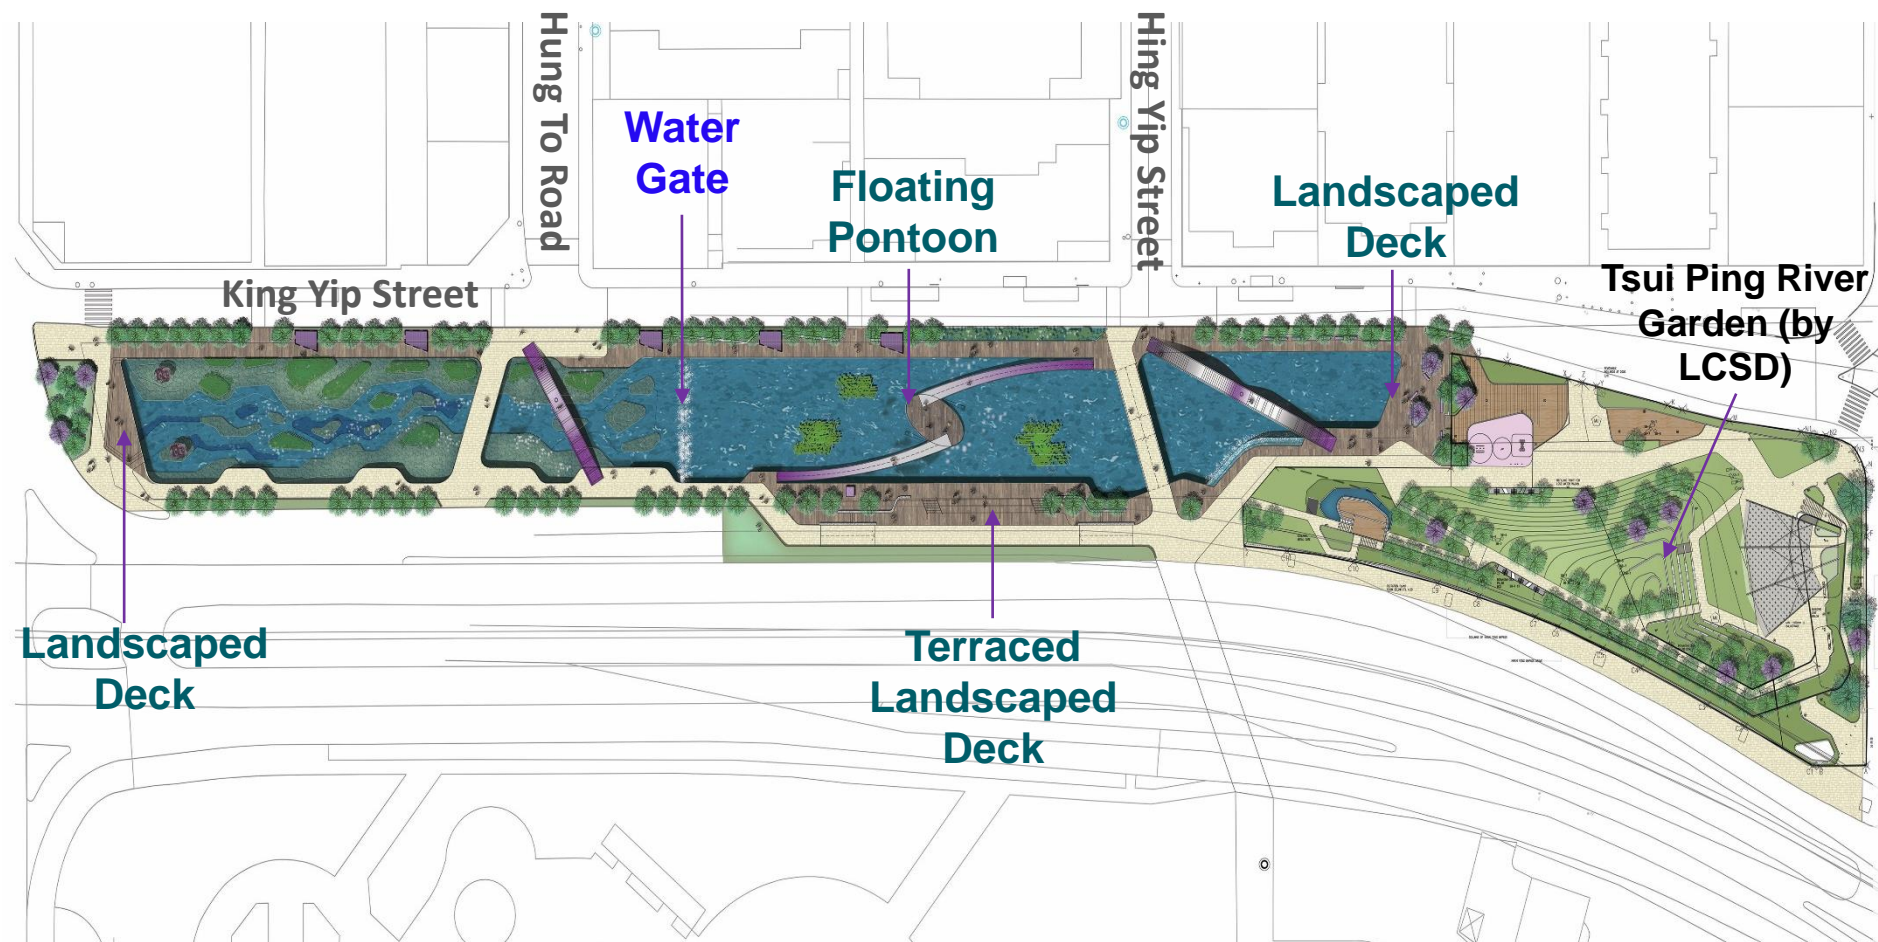 Hung To Road
Hing Yip Street
Water
Gate
Floating
Pontoon
Landscaped
Deck
King Yip Street
Tsui Ping River
Garden (by
LCSD)
Landscaped
Deck
Terraced
Landscaped
Deck